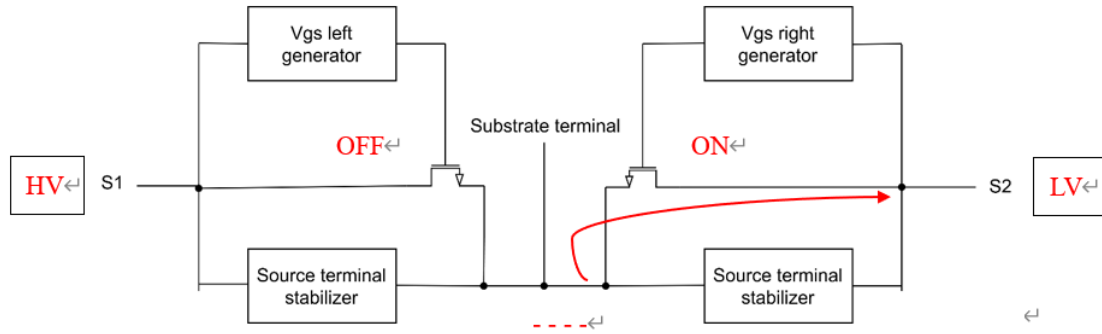 Vgs left
generator
Vgs right
generator
Substrate terminal
OFF↵
ON↵
HV↵
S1
S2
LV↵
Source terminal
stabilizer
Source terminal
stabilizer
- - - -↵
↵